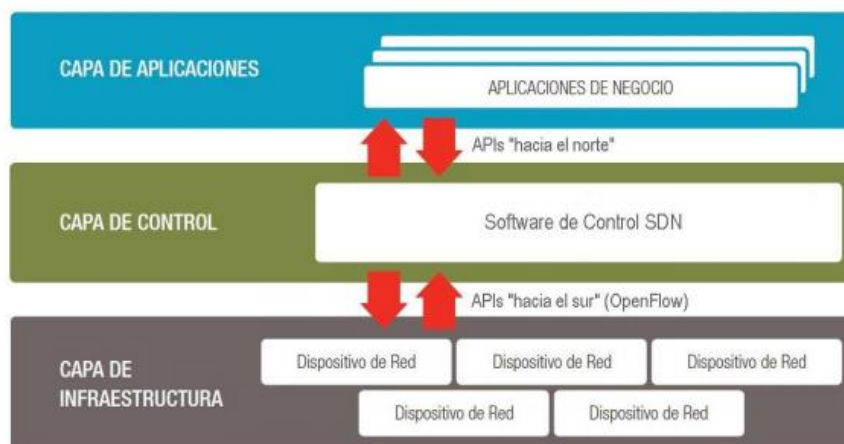 CAPA DE APLICACIONES
APLICACIONES DE NEGOCIO
APIs "hacia el norte"
CAPA DE CONTROL
Software de Control SDN
APIs "hacia el sur" (OpenFlow)
CAPA DE
INFRAESTRUCTURA
Dispositivo de Red
Dispositivo de Red
Dispositivo de Red
Dispositivo de Red
Dispositivo de Red